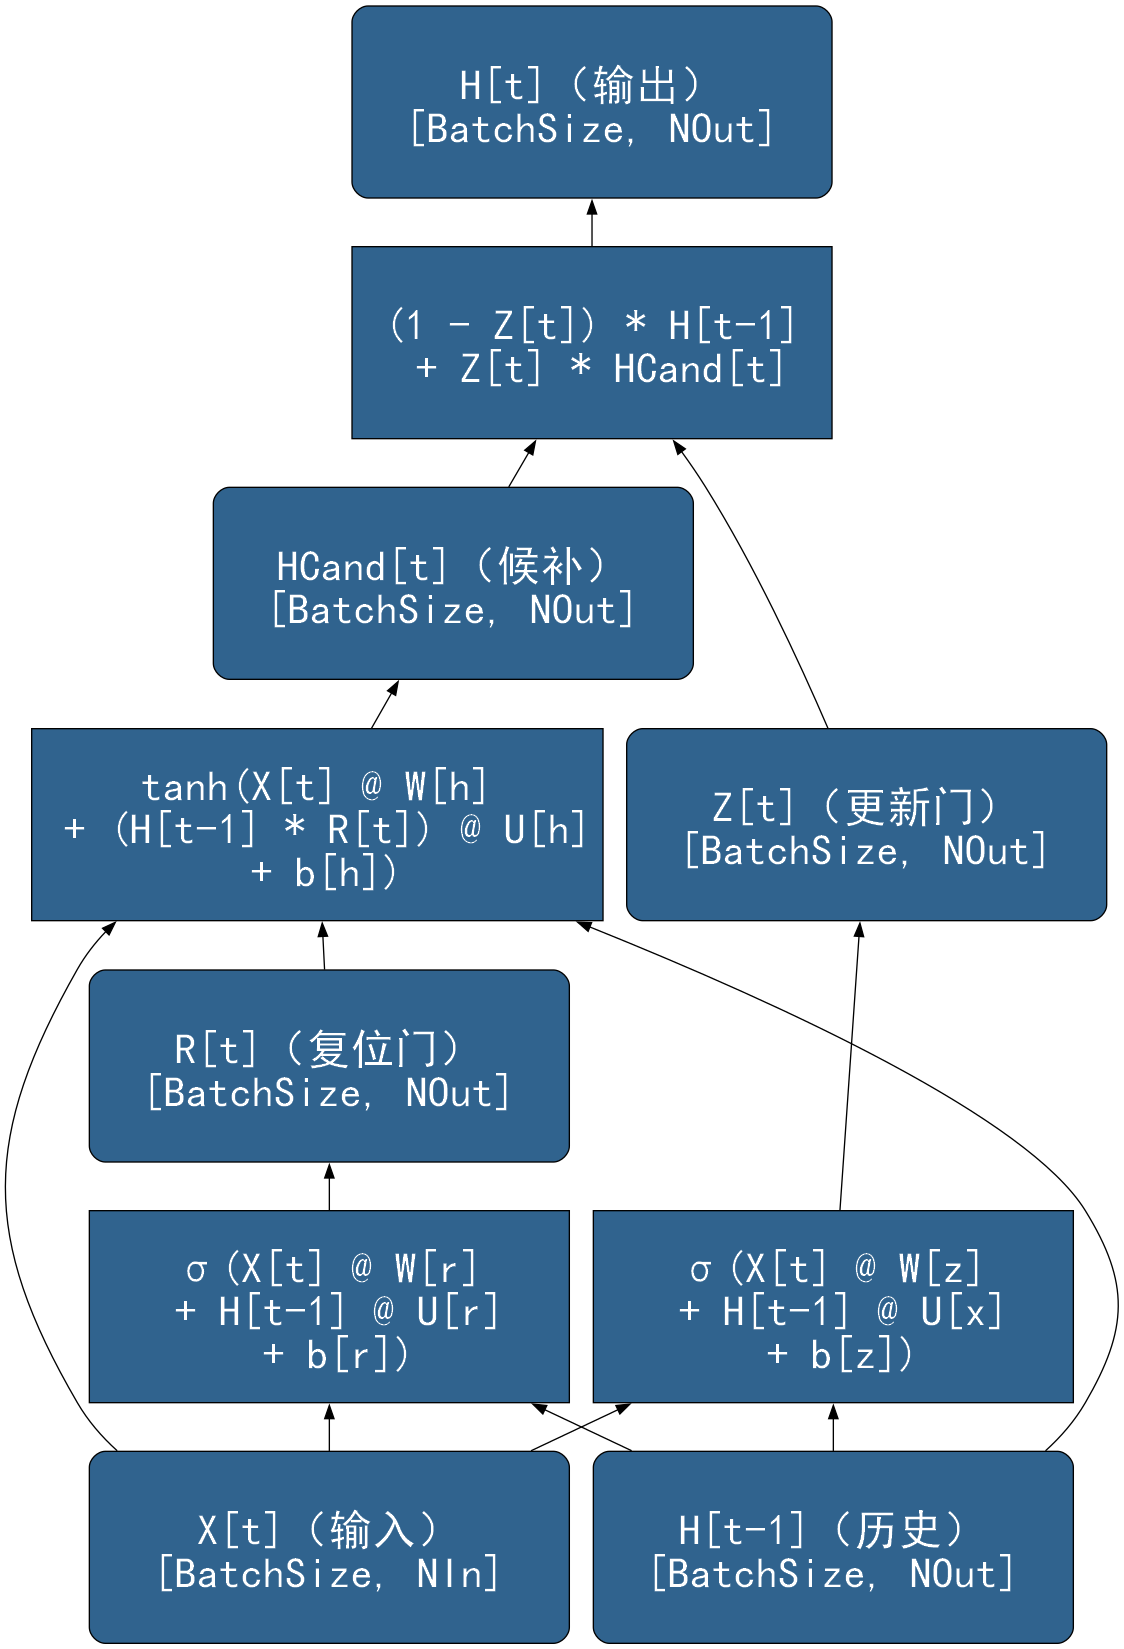 H[t]（输出）
[BatchSize, NOut]
(1 - Z[t]) * H[t-1]
+ Z[t] * HCand[t]
HCand[t]（候补）
[BatchSize, NOut]
tanh(X[t] @ W[h]
+ (H[t-1] * R[t]) @ U[h]
+ b[h])
Z[t]（更新门）
[BatchSize, NOut]
R[t]（复位门）
[BatchSize, NOut]
σ(X[t] @ W[r]
+ H[t-1] @ U[r]
+ b[r])
σ(X[t] @ W[z]
+ H[t-1] @ U[x]
+ b[z])
X[t]（输入）
[BatchSize, NIn]
H[t-1]（历史）
[BatchSize, NOut]